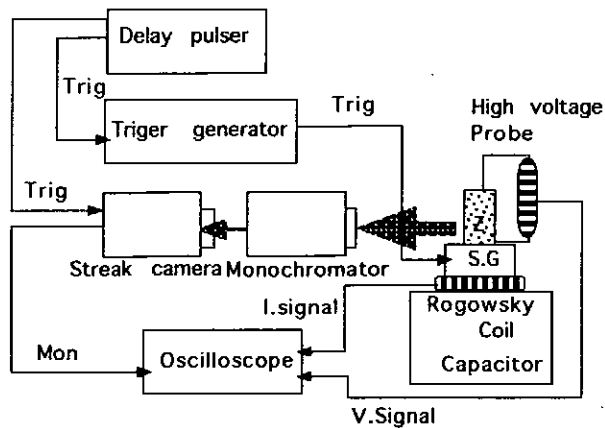 Delay pulser
Trig
Triger generator
Trig
High voltage
Probe
Trig
Z
S.G
Streak camera
Monochromator
I.signal
Rogowsky
Coil
Capacitor
Mon
Oscilloscope
V.Signal